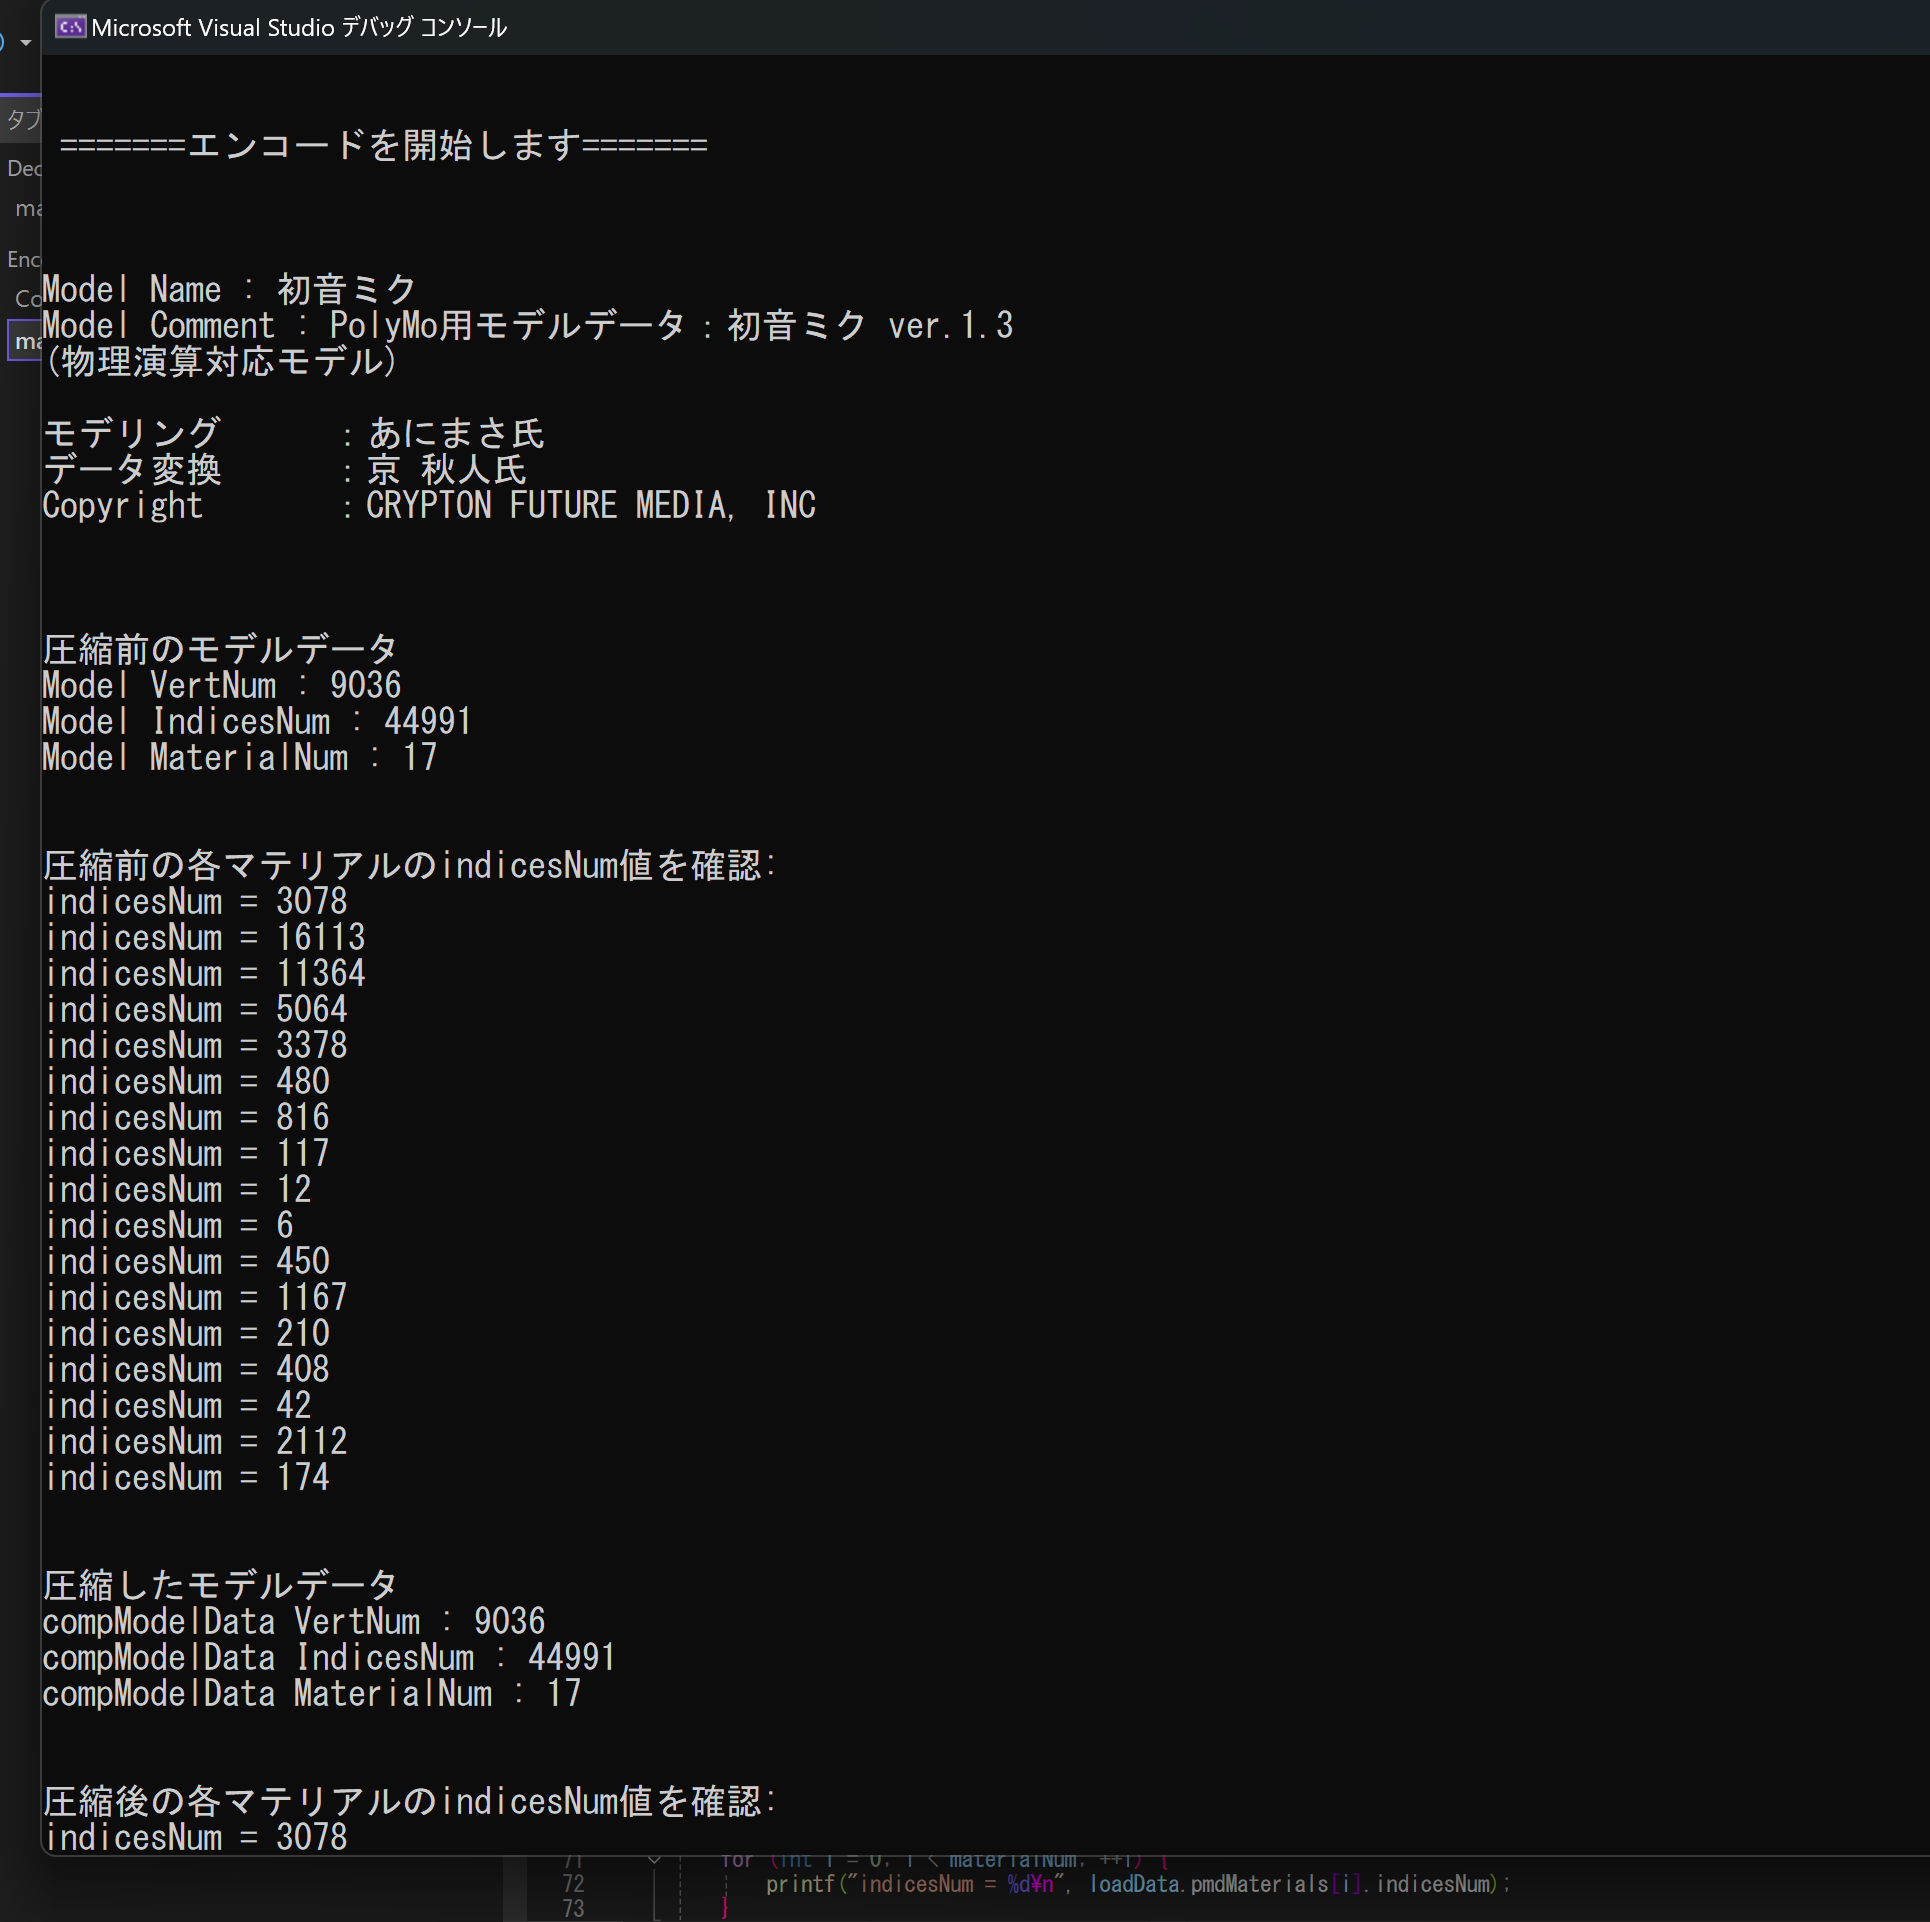 Microsoft Visual Studio デバッグ コンソール
タブ
Dec
ma
Enc
Co
ma
=======エンコードを開始します=======
Model Name : 初音ミク
Model Comment : PolyMo用モデルデータ：初音ミク ver.1.3
(物理演算対応モデル)
モデリング　　　：あにまさ氏
データ変換　　　：京 秋人氏
Copyright　　　：CRYPTON FUTURE MEDIA, INC
圧縮前のモデルデータ
Model VertNum : 9036
Model IndicesNum : 44991
Model MaterialNum : 17
圧縮前の各マテリアルのindicesNum値を確認:
indicesNum = 3078
indicesNum = 16113
indicesNum = 11364
indicesNum = 5064
indicesNum = 3378
indicesNum = 480
indicesNum = 816
indicesNum = 117
indicesNum = 12
indicesNum = 6
indicesNum = 450
indicesNum = 1167
indicesNum = 210
indicesNum = 408
indicesNum = 42
indicesNum = 2112
indicesNum = 174
圧縮したモデルデータ
compModelData VertNum : 9036
compModelData IndicesNum : 44991
compModelData MaterialNum : 17
圧縮後の各マテリアルのindicesNum値を確認:
indicesNum = 3078
71 for (int i = 0; i < materialNum; ++i) {
72 printf("indicesNum = %d¥n", loadData.pmdMaterials[i].indicesNum);
73 }